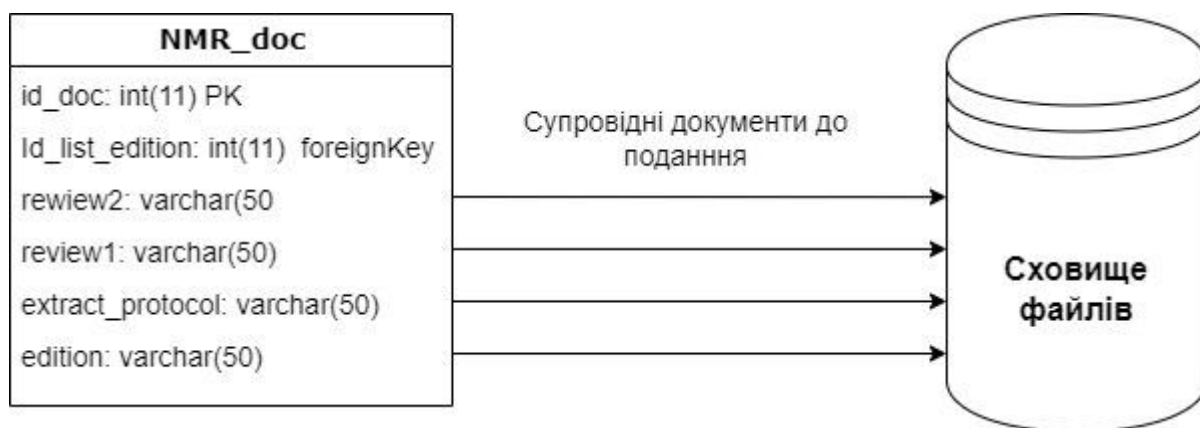 NMR_doc
id_doc: int(11) PK
Id_list_edition: int(11) foreignKey
rewiew2: varchar(50
review1: varchar(50)
extract_protocol: varchar(50)
edition: varchar(50)
Супровідні документи до
поданння
Сховище
файлів